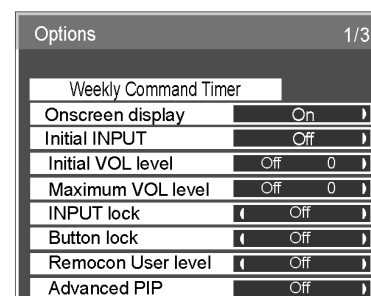 Options 1/3
Weekly Command Timer
Onscreen display On
Initial INPUT Off
Initial VOL level Off 0
Maximum VOL level Off 0
INPUT lock Off
Button lock Off
Remocon User level Off
Advanced PIP Off